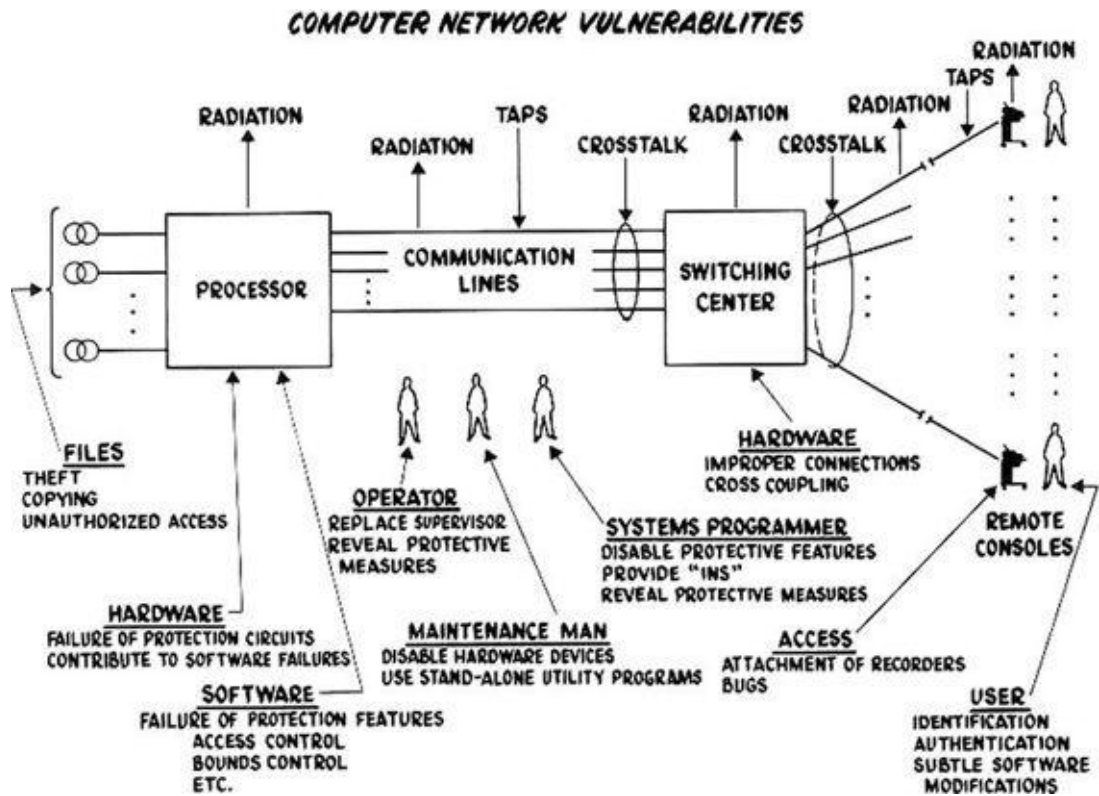 COMPUTER NETWORK VULNERABILITIES
RADIATION
TAPS
RADIATION
RADIATION
RADIATION
TAPS
CROSSTALK
RADIATION
CROSSTALK
PROCESSOR
COMMUNICATION
LINES
SWITCHING
CENTER
FILES
THEFT
COPYING
UNAUTHORIZED ACCESS
OPERATOR
REPLACE SUPERVISOR
REVEAL PROTECTIVE
MEASURES
HARDWARE
IMPROPER CONNECTIONS
CROSS COUPLING
SYSTEMS PROGRAMMER
DISABLE PROTECTIVE FEATURES
PROVIDE "INS"
REVEAL PROTECTIVE MEASURES
REMOTE
CONSOLES
HARDWARE
FAILURE OF PROTECTION CIRCUITS
CONTRIBUTE TO SOFTWARE FAILURES
MAINTENANCE MAN
DISABLE HARDWARE DEVICES
USE STAND-ALONE UTILITY PROGRAMS
ACCESS
ATTACHMENT OF RECORDERS
BUGS
SOFTWARE
FAILURE OF PROTECTION FEATURES
ACCESS CONTROL
BOUNDS CONTROL
ETC.
USER
IDENTIFICATION
AUTHENTICATION
SUBTLE SOFTWARE
MODIFICATIONS